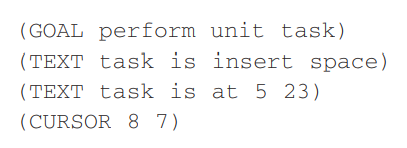 (GOAL perform unit task)
(TEXT task is insert space)
(TEXT task is at 5 23)
(CURSOR 8 7)